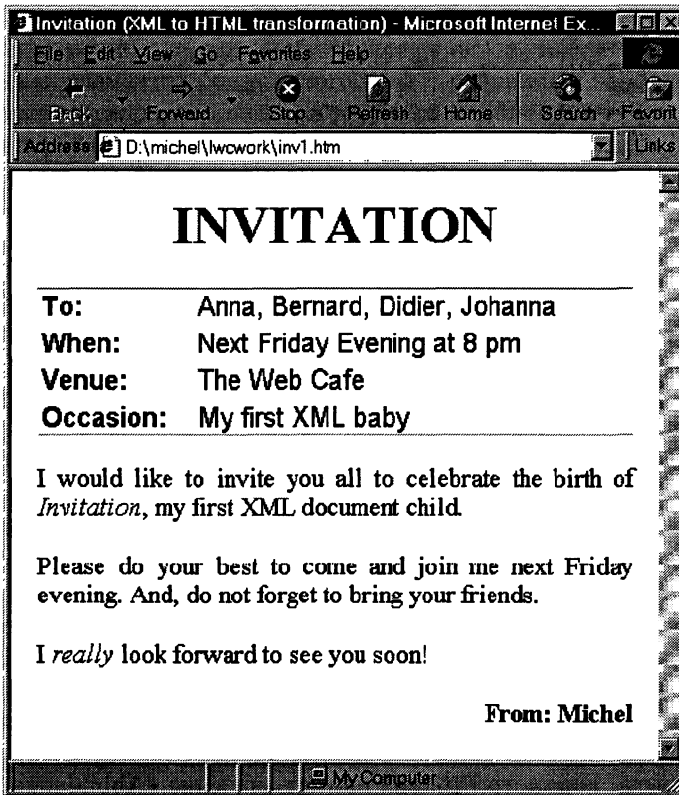 Invitation (XML to HTML transformation) - Microsoft Internet Ex...
File Edit View Go Favorites Help
Back Forward Stop Refresh Home Search Favorit
Address D:\michel\lwcwork\inv1.htm Links
INVITATION
To: Anna, Bernard, Didier, Johanna
When: Next Friday Evening at 8 pm
Venue: The Web Cafe
Occasion: My first XML baby
I would like to invite you all to celebrate the birth of
Invitation, my first XML document child.
Please do your best to come and join me next Friday
evening. And, do not forget to bring your friends.
I really look forward to see you soon!
From: Michel
My Computer